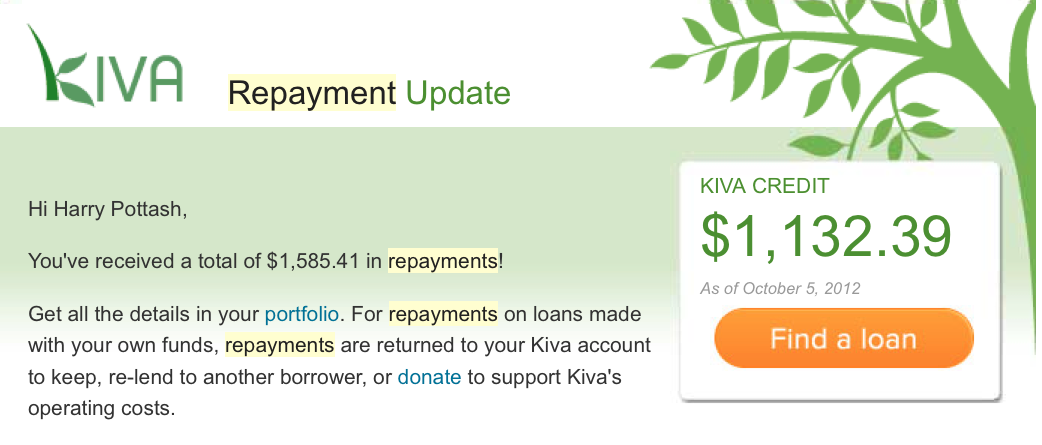 KIVA
Repayment Update
KIVA CREDIT
$1,132.39
As of October 5, 2012
Find a loan
Hi Harry Pottash,
You've received a total of $1,585.41 in repayments!
Get all the details in your portfolio. For repayments on loans made
with your own funds, repayments are returned to your Kiva account
to keep, re-lend to another borrower, or donate to support Kiva's
operating costs.